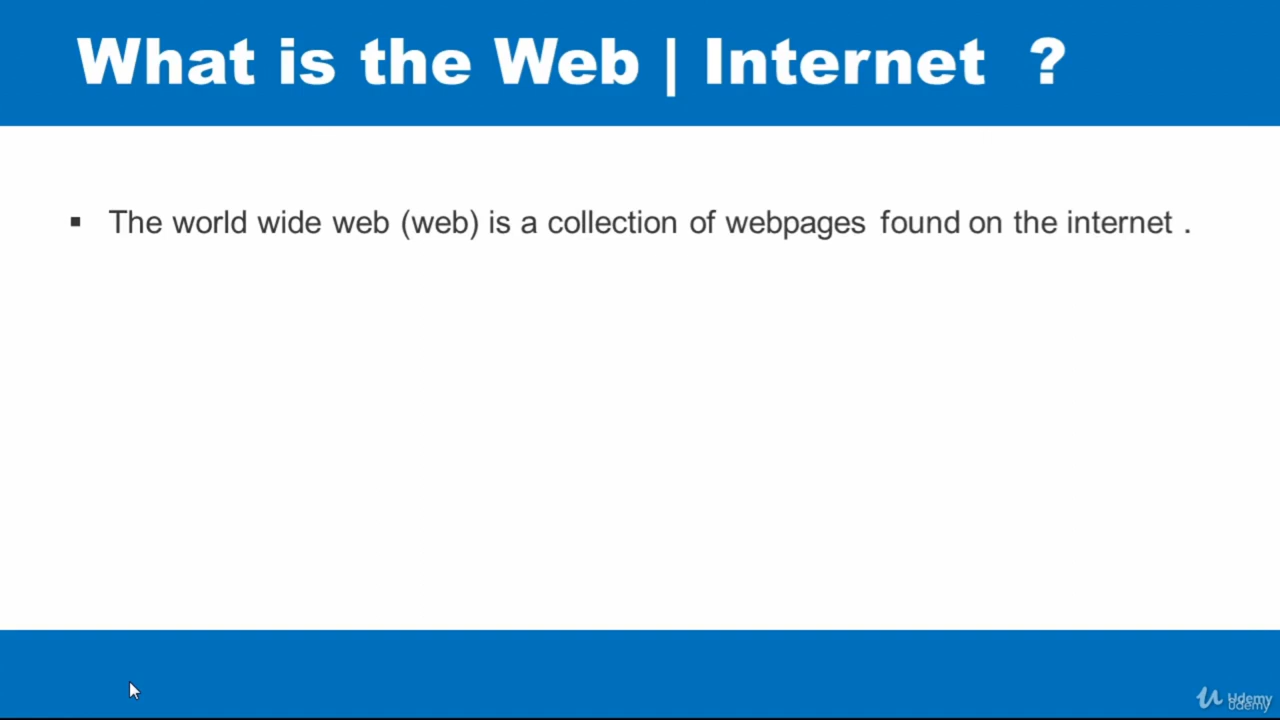 What is the Web | Internet ?
▪ The world wide web (web) is a collection of webpages found on the internet .
Udemy
Udemy